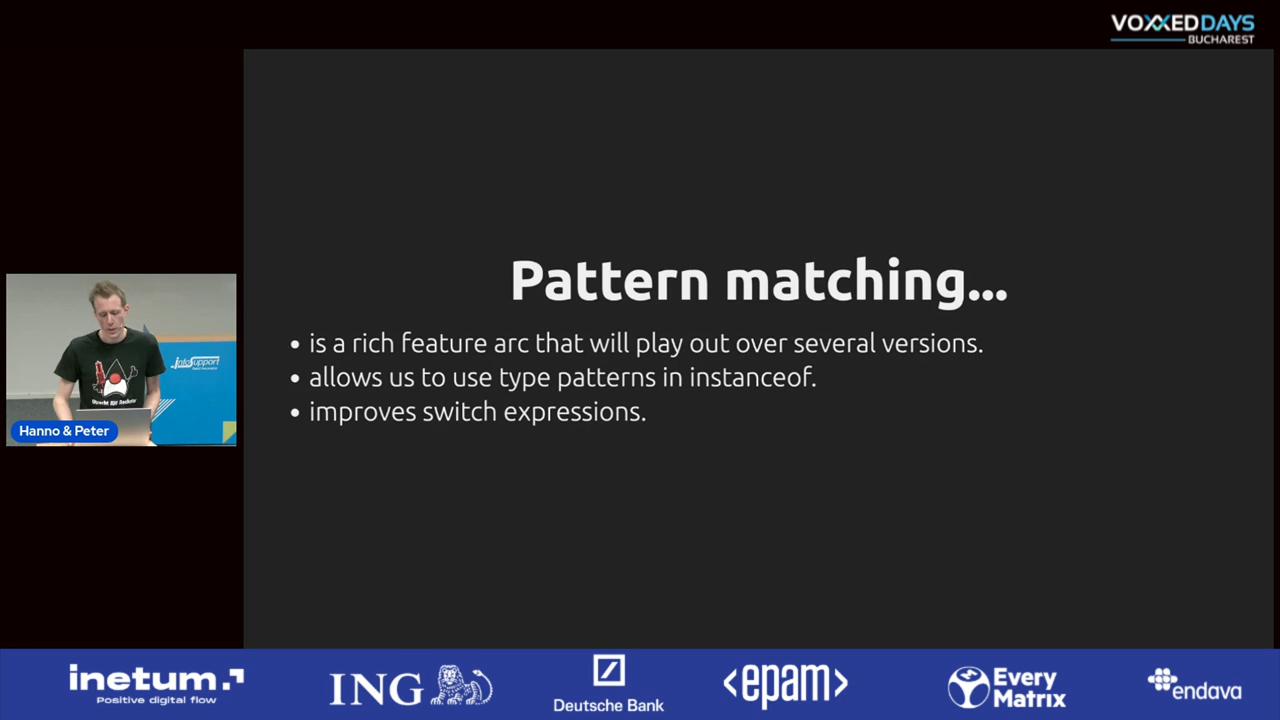 VOXXEDDAYS
BUCHAREST
Pattern matching...
• is a rich feature arc that will play out over several versions.
• allows us to use type patterns in instanceof.
• improves switch expressions.
infoSupport
Hanno & Peter
inetum.
Positive digital flow
ING
Deutsche Bank
<epam>
Every
Matrix
endava